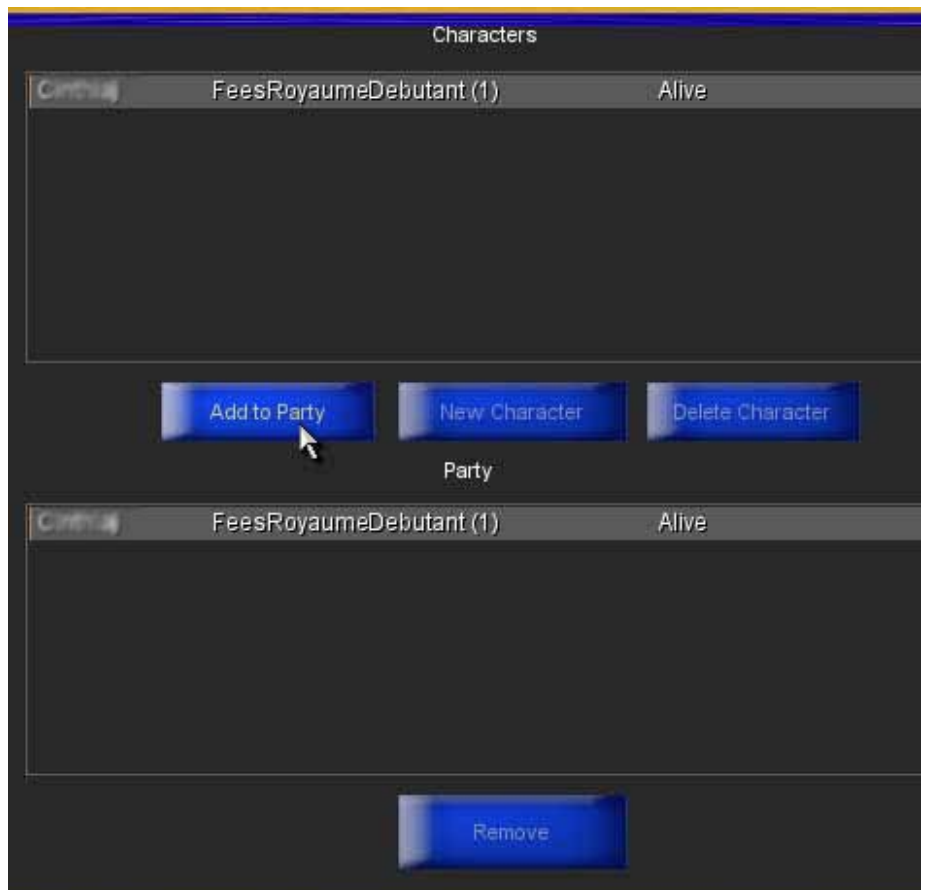 Characters
FeesRoyaumeDebutant (1) Alive
Add to Party New Character Delete Character
Party
FeesRoyaumeDebutant (1) Alive
Remove